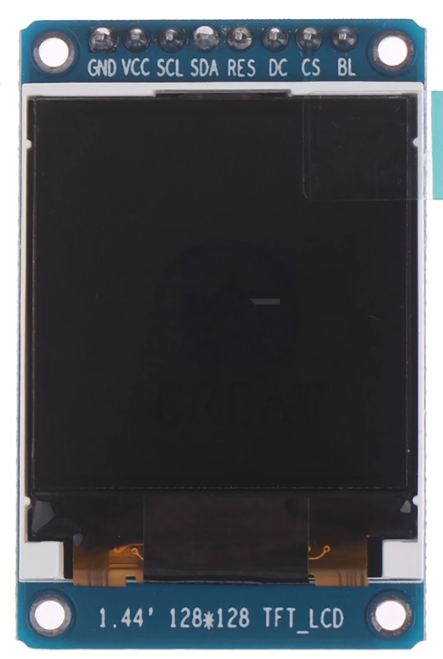 GND VCC SCL SDA RES DC CS BL
1.44' 128*128 TFT_LCD